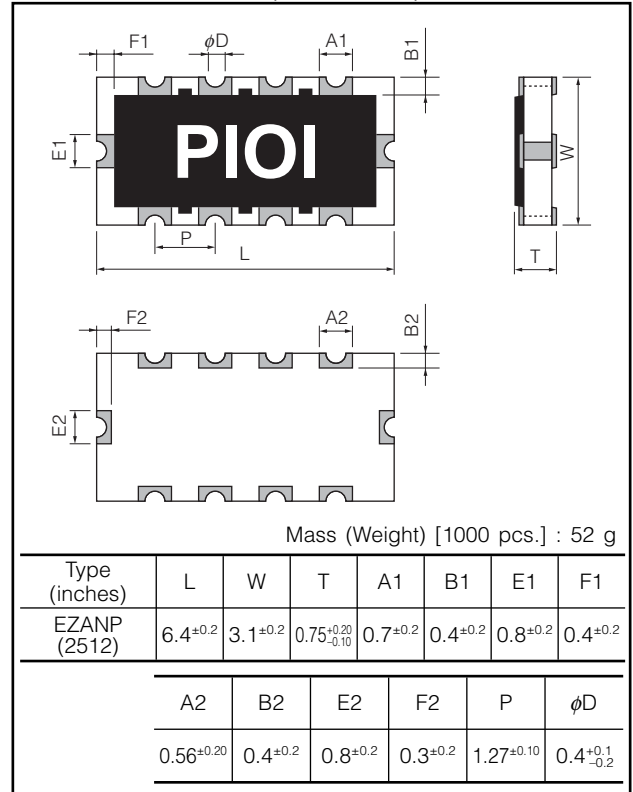 F1 ϕD A1 B1
E1 PIOI W
P
L T
F2 A2 B2
E2
Mass (Weight) [1000 pcs.] : 52 g
Type (inches) L W T A1 B1 E1 F1
EZANP (2512) 6.4±0.2 3.1±0.2 0.75+0.20 −0.10 0.7±0.2 0.4±0.2 0.8±0.2 0.4±0.2
A2 B2 E2 F2 P ϕD
0.56±0.20 0.4±0.2 0.8±0.2 0.3±0.2 1.27±0.10 0.4+0.1 −0.2